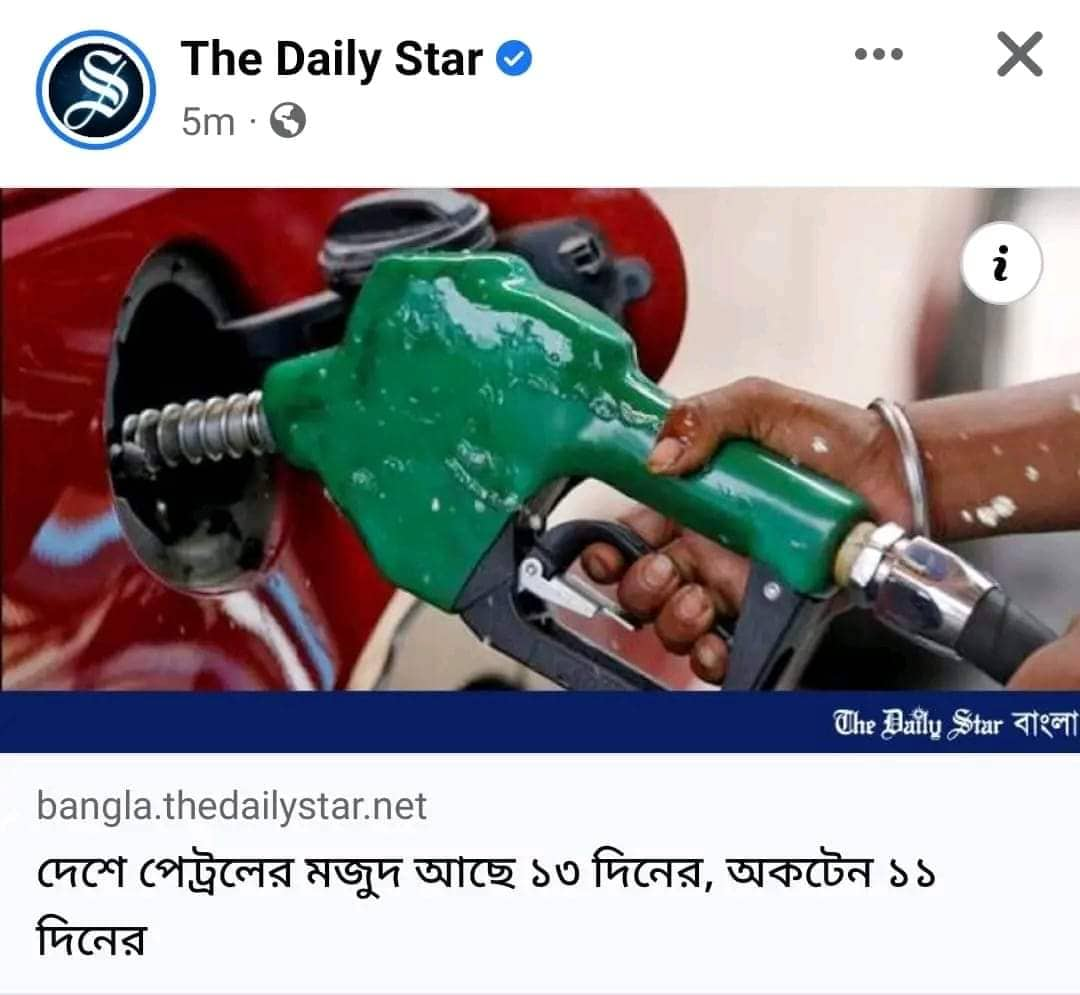 The Daily Star
5m ·
i
The Daily Star বাংলা
bangla.thedailystar.net
দেশে পেট্রলের মজুদ আছে ১৩ দিনের, অকটেন ১১
দিনের